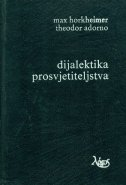 max horkheimer
theodor adorno
dijalektika
prosvjetiteljstva